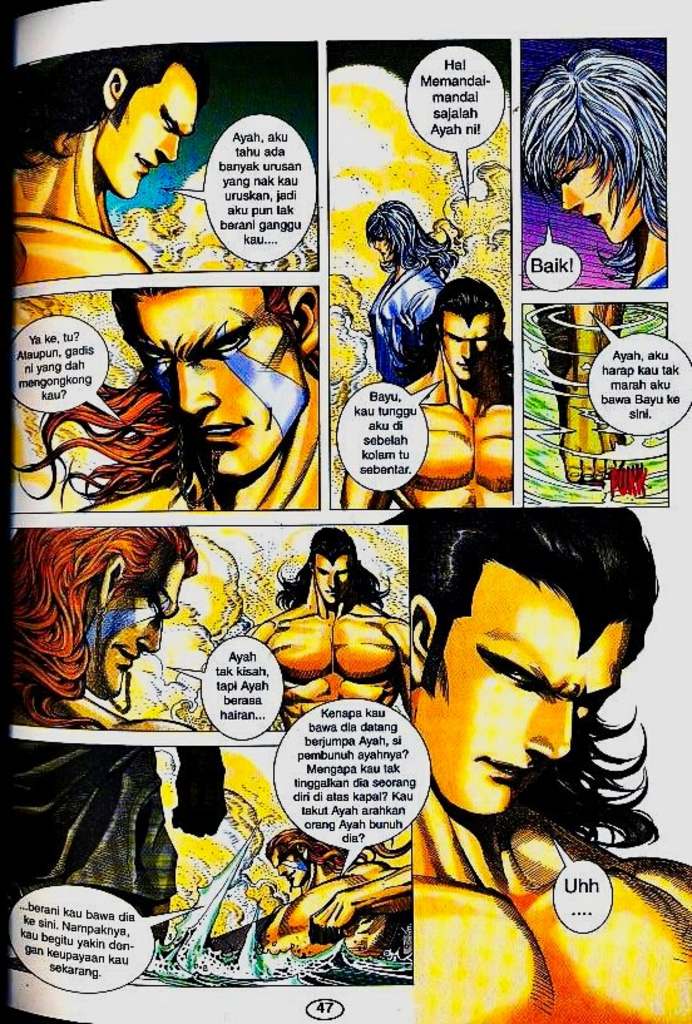 Ayah, aku
tahu ada
banyak urusan
yang nak kau
uruskan, jadi
aku pun tak
berani ganggu
kau....
Ha!
Memandai-
mandai
sajalah
Ayah ni!
Baik!
Ya ke, tu?
Ataupun, gadis
ni yang dah
mengongkong
kau?
Bayu,
kau tunggu
aku di
sebelah
kolam tu
sebentar.
Ayah, aku
harap kau tak
marah aku
bawa Bayu ke
sini.
Ayah
tak kisah,
tapi Ayah
berasa
hairan...
Kenapa kau
bawa dia datang
berjumpa Ayah, si
pembunuh ayahnya?
Mengapa kau tak
tinggalkan dia seorang
diri di atas kapal? Kau
takut Ayah arahkan
orang Ayah bunuh
dia?
...berani kau bawa dia
ke sini. Nampaknya,
kau begitu yakin den-
gan keupayaan kau
sekarang.
Uhh
....
47